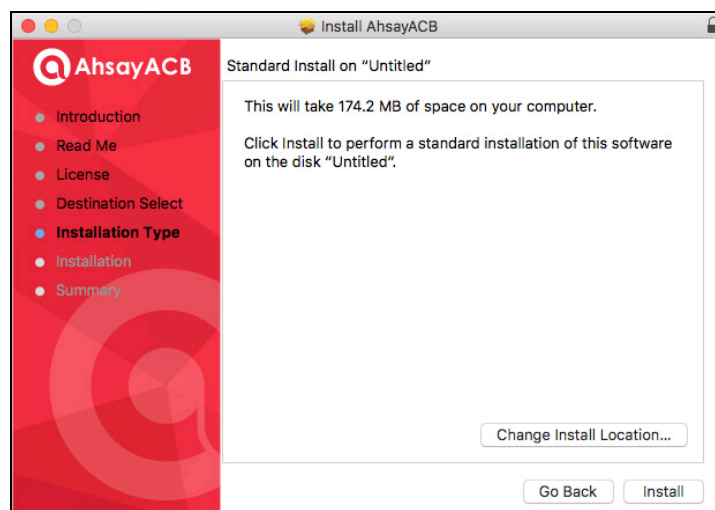 Install AhsayACB
AhsayACB
Standard Install on “Untitled”
Introduction
Read Me
License
Destination Select
Installation Type
Installation
Summary
This will take 174.2 MB of space on your computer.
Click Install to perform a standard installation of this software
on the disk “Untitled”.
Change Install Location...
Go Back
Install